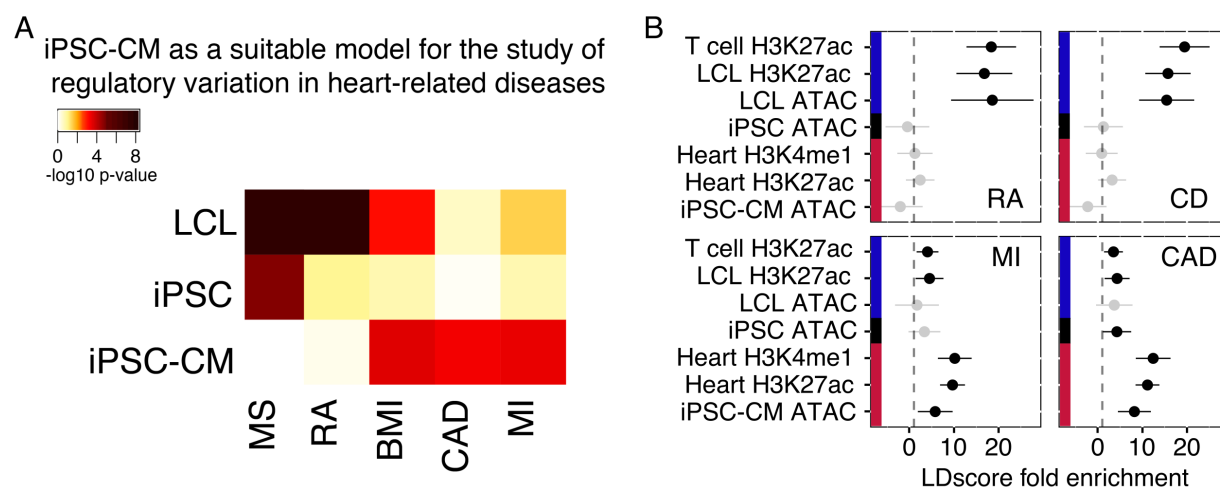 A
iPSC-CM as a suitable model for the study of
regulatory variation in heart-related diseases
0 4 8
-log10 p-value
LCL
iPSC
iPSC-CM
MS RA BMI CAD MI
B
T cell H3K27ac
LCL H3K27ac
LCL ATAC
iPSC ATAC
Heart H3K4me1
Heart H3K27ac
iPSC-CM ATAC
RA CD
T cell H3K27ac
LCL H3K27ac
LCL ATAC
iPSC ATAC
Heart H3K4me1
Heart H3K27ac
iPSC-CM ATAC
MI CAD
0 10 20 0 10 20
LDscore fold enrichment